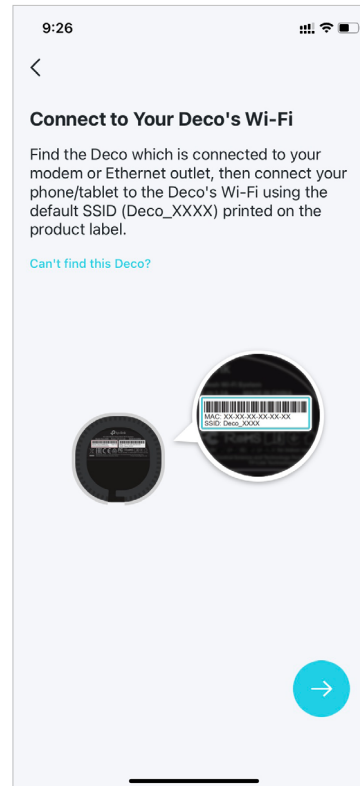 9:26
Connect to Your Deco's Wi-Fi
Find the Deco which is connected to your
modem or Ethernet outlet, then connect your
phone/tablet to the Deco's Wi-Fi using the
default SSID (Deco_XXXX) printed on the
product label.
Can't find this Deco?
MAC: XX-XX-XX-XX-XX-XX
SSID: Deco_XXXX